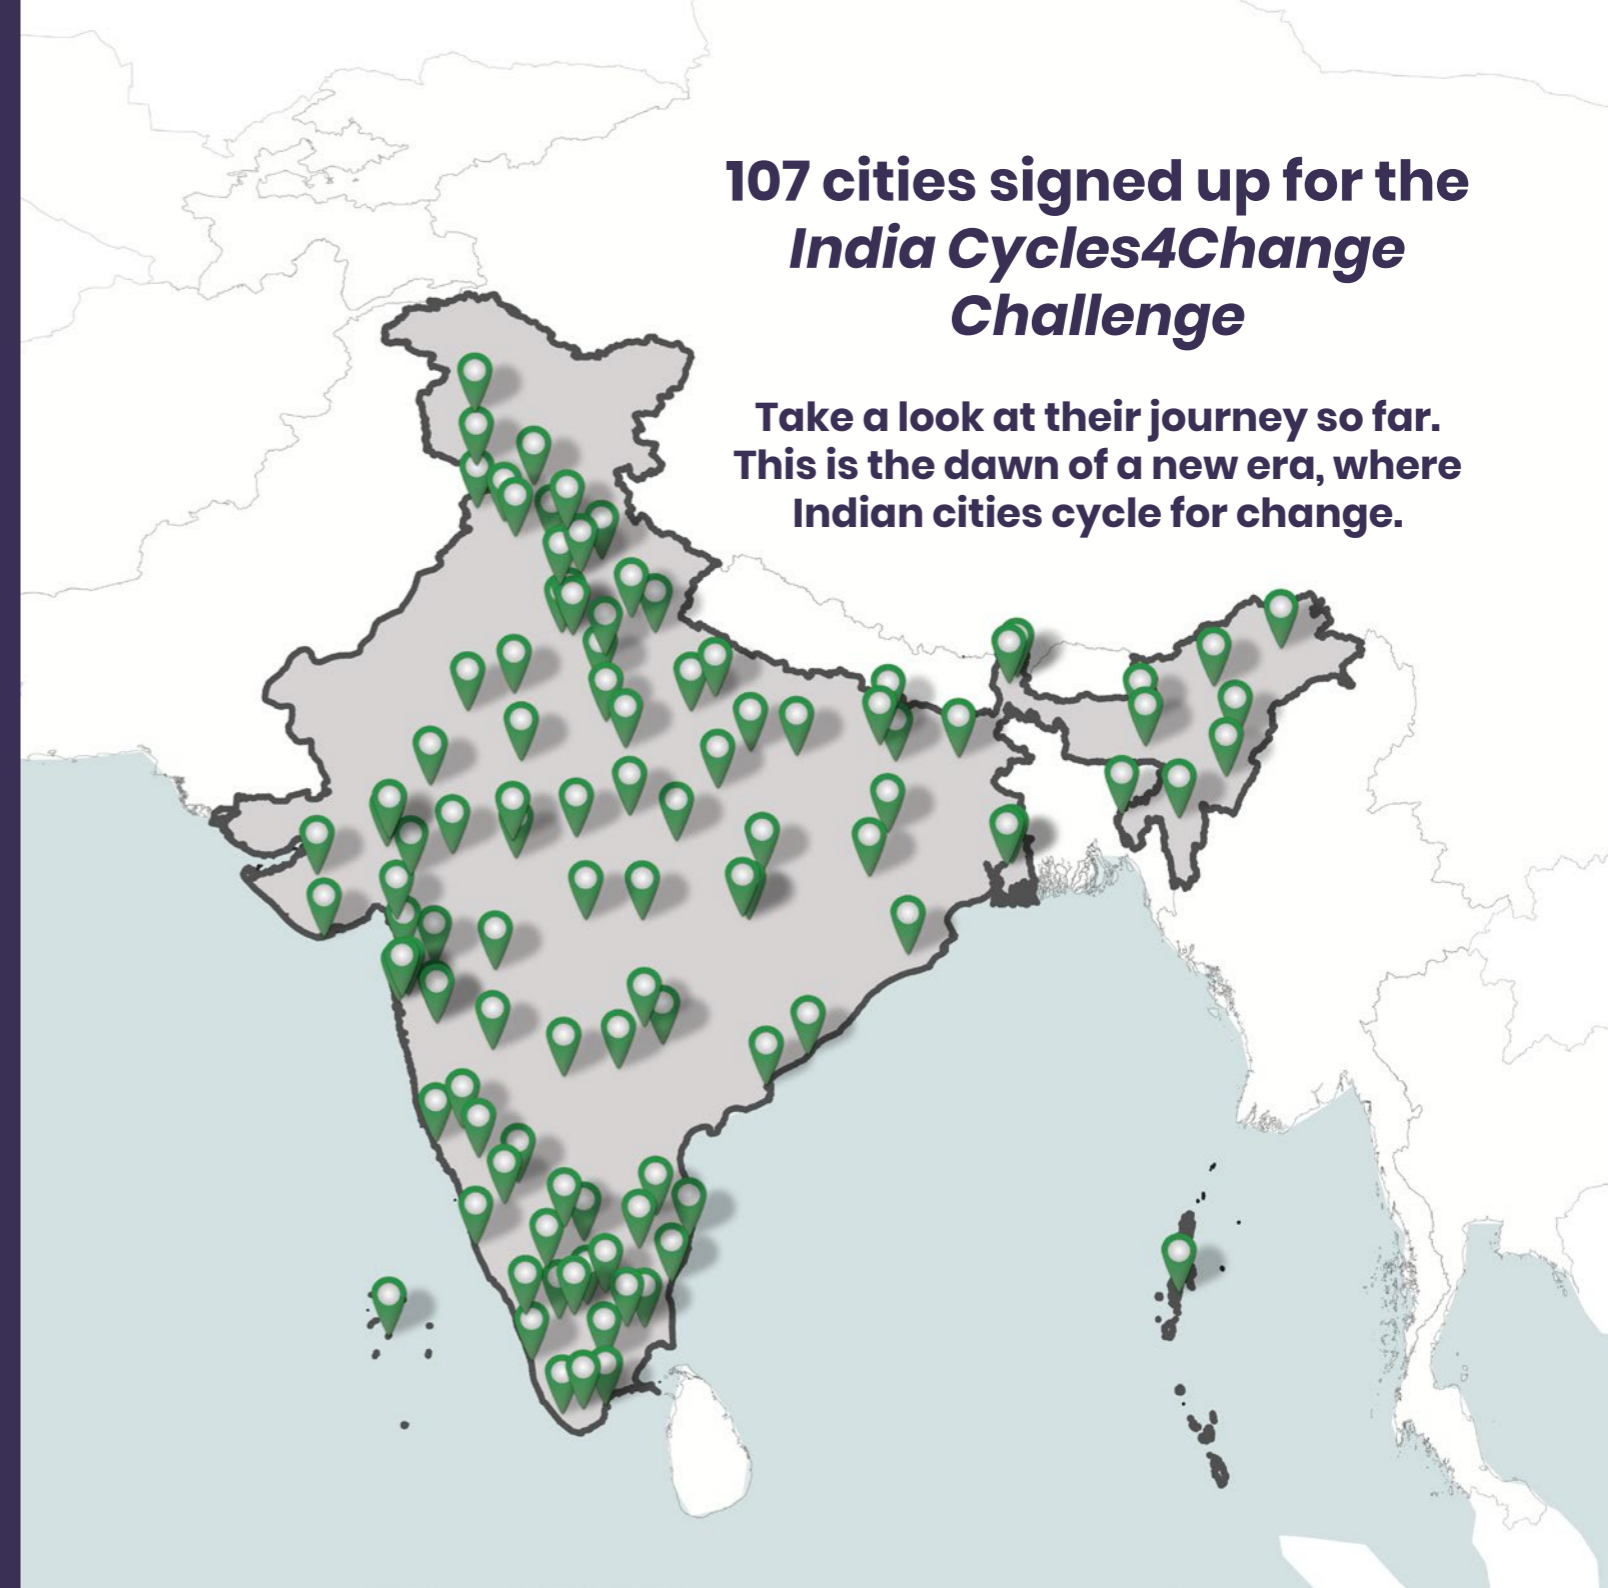 107 cities signed up for the
India Cycles4Change
Challenge
Take a look at their journey so far.
This is the dawn of a new era, where
Indian cities cycle for change.